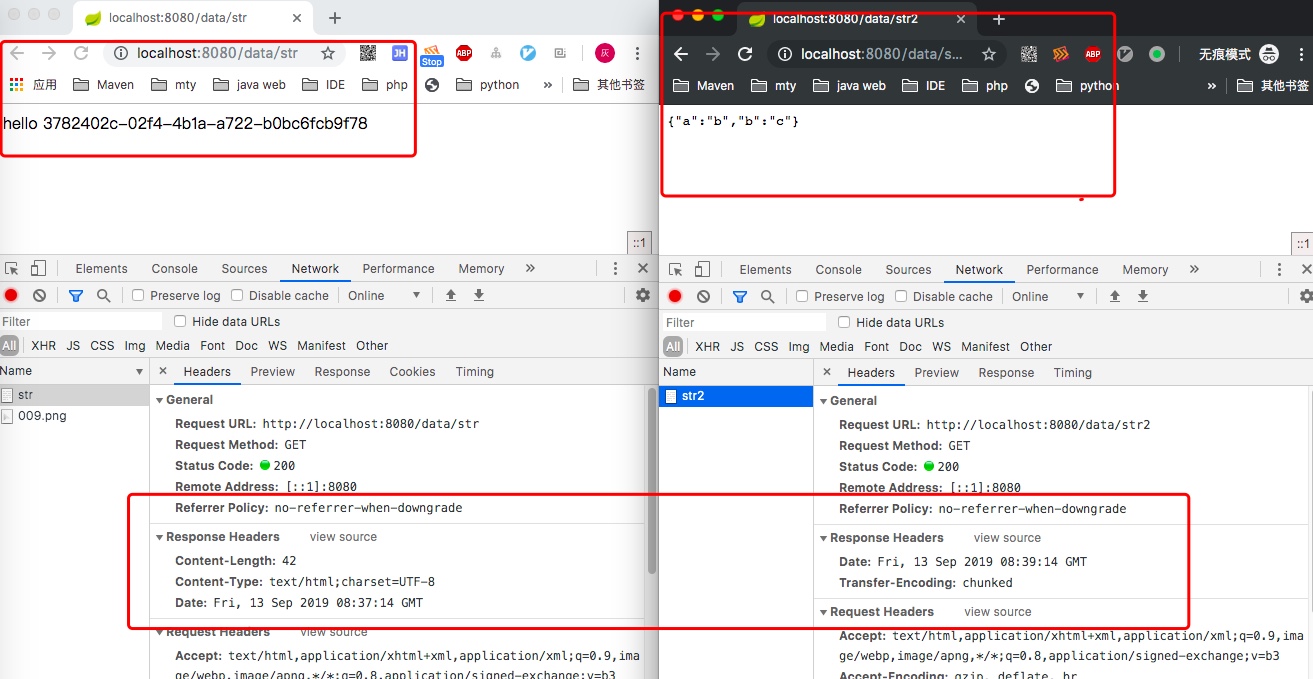 localhost:8080/data/str
localhost:8080/data/str
JH
Stop
ABP
灰
应用
Maven
mty
java web
IDE
php
python
»
其他书签
hello 3782402c-02f4-4b1a-a722-b0bc6fcb9f78
::1
Elements
Console
Sources
Network
Performance
Memory
»
Preserve log
Disable cache
Online
Filter
Hide data URLs
All
XHR
JS
CSS
Img
Media
Font
Doc
WS
Manifest
Other
Name
Headers
Preview
Response
Cookies
Timing
str
009.png
General
Request URL: http://localhost:8080/data/str
Request Method: GET
Status Code: 200
Remote Address: [::1]:8080
Referrer Policy: no-referrer-when-downgrade
Response Headers
view source
Content-Length: 42
Content-Type: text/html;charset=UTF-8
Date: Fri, 13 Sep 2019 08:37:14 GMT
Request Headers
view source
Accept: text/html,application/xhtml+xml,application/xml;q=0.9,ima
ge/webp,image/apng,*/*;q=0.8,application/signed-exchange;v=b3
localhost:8080/data/str2
localhost:8080/data/s...
ABP
无痕模式
Maven
mty
java web
IDE
php
python
»
其他书签
{"a":"b","b":"c"}
::1
Elements
Console
Sources
Network
Performance
Memory
»
Preserve log
Disable cache
Online
Filter
Hide data URLs
All
XHR
JS
CSS
Img
Media
Font
Doc
WS
Manifest
Other
Name
Headers
Preview
Response
Timing
str2
General
Request URL: http://localhost:8080/data/str2
Request Method: GET
Status Code: 200
Remote Address: [::1]:8080
Referrer Policy: no-referrer-when-downgrade
Response Headers
view source
Date: Fri, 13 Sep 2019 08:39:14 GMT
Transfer-Encoding: chunked
Request Headers
view source
Accept: text/html,application/xhtml+xml,application/xml;q=0.9,ima
ge/webp,image/apng,*/*;q=0.8,application/signed-exchange;v=b3
Accept-Encoding: gzip, deflate, br